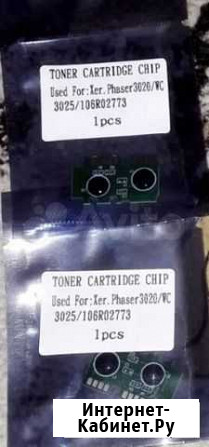 TONER CARTRIDGE CHIP
Used For:Xer.Phaser3020/WC
3025/106R02773
1pcs
TONER CARTRIDGE CHIP
Used For:Xer.Phaser3020/WC
3025/106R02773
1pcs
Интернет-
Кабинет.Ру